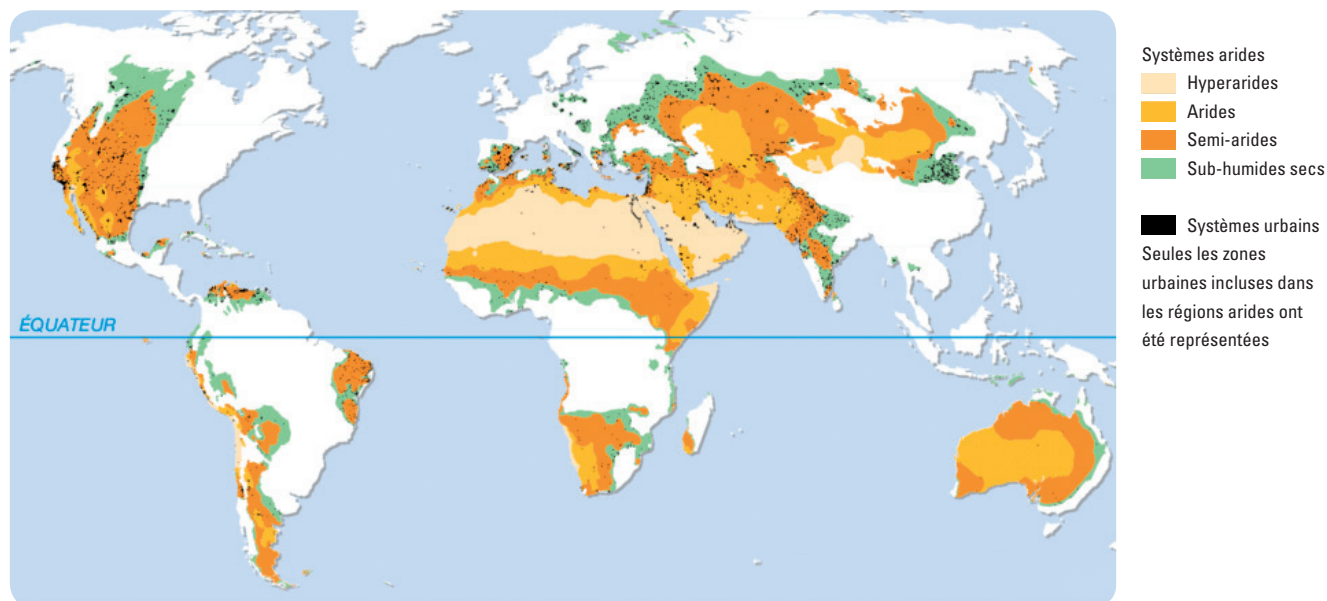 ÉQUATEUR
Systèmes arides
Hyperarides
Arides
Semi-arides
Sub-humides secs
Systèmes urbains
Seules les zones
urbaines incluses dans
les régions arides ont
été représentées